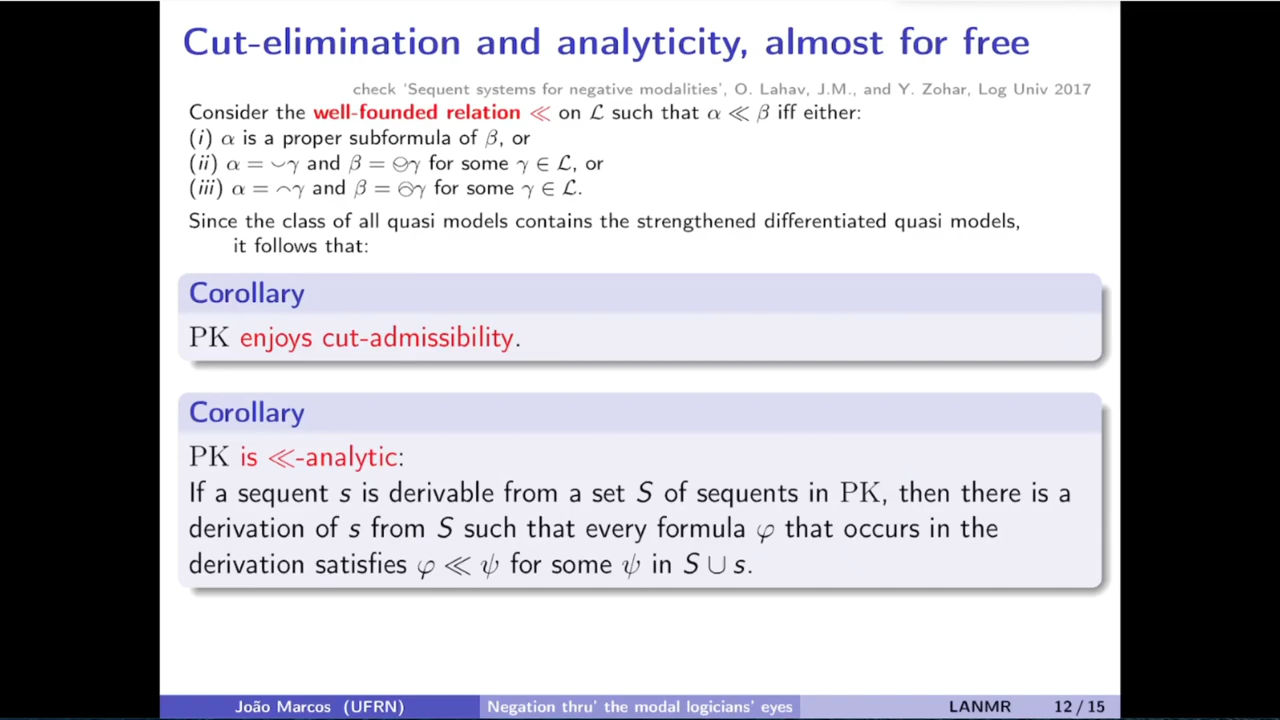 Cut-elimination and analyticity, almost for free
check ‘Sequent systems for negative modalities’, O. Lahav, J.M., and Y. Zohar, Log Univ 2017
Consider the well-founded relation ≪ on ℒ such that α ≪ β iff either:
(i) α is a proper subformula of β, or
(ii) α = ⌣γ and β = ⊖γ for some γ ∈ ℒ, or
(iii) α = ⌢γ and β = ⊖γ for some γ ∈ ℒ.
Since the class of all quasi models contains the strengthened differentiated quasi models,
it follows that:
Corollary
PK enjoys cut-admissibility.
Corollary
PK is ≪-analytic:
If a sequent s is derivable from a set S of sequents in PK, then there is a
derivation of s from S such that every formula φ that occurs in the
derivation satisfies φ ≪ ψ for some ψ in S ∪ s.
João Marcos (UFRN)
Negation thru' the modal logicians' eyes
LANMR
12 / 15